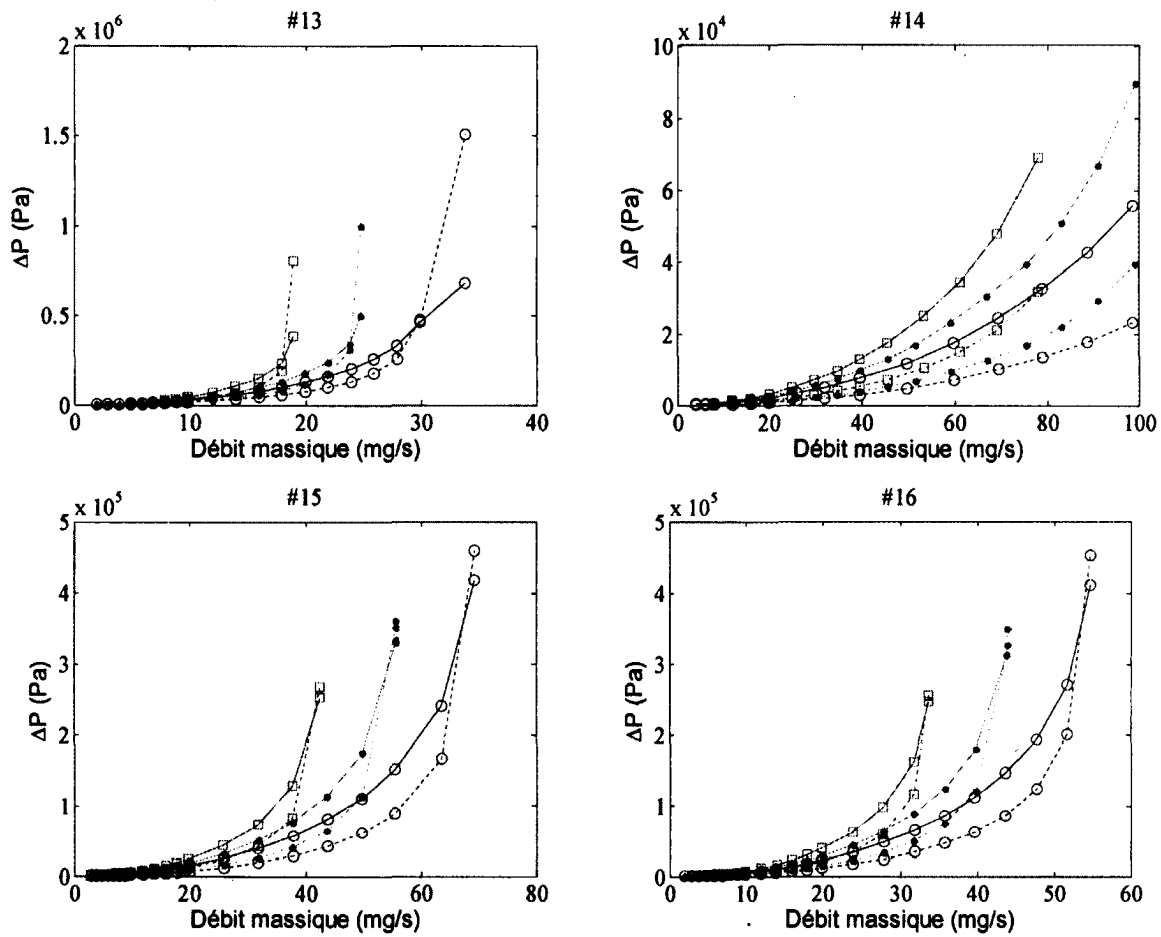 #13
x 10^6
2
1.5
1
0.5
0
ΔP (Pa)
0 10 20 30 40
Débit massique (mg/s)
#14
x 10^4
10
8
6
4
2
0
ΔP (Pa)
0 20 40 60 80 100
Débit massique (mg/s)
#15
x 10^5
5
4
3
2
1
0
ΔP (Pa)
0 20 40 60 80
Débit massique (mg/s)
#16
x 10^5
5
4
3
2
1
0
ΔP (Pa)
0 10 20 30 40 50 60
Débit massique (mg/s)